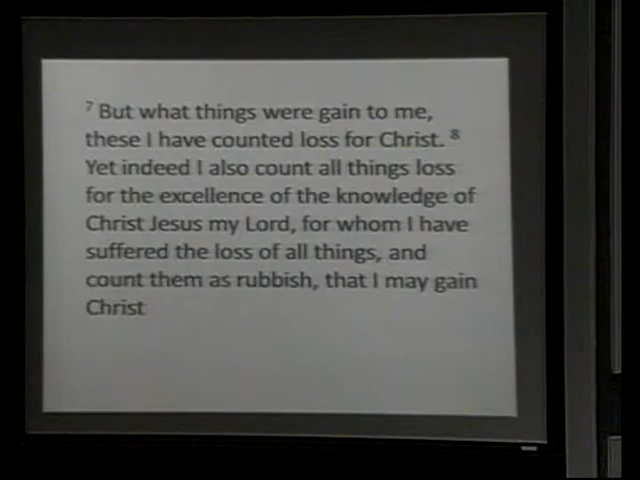 ⁷ But what things were gain to me,
these I have counted loss for Christ. ⁸
Yet indeed I also count all things loss
for the excellence of the knowledge of
Christ Jesus my Lord, for whom I have
suffered the loss of all things, and
count them as rubbish, that I may gain
Christ